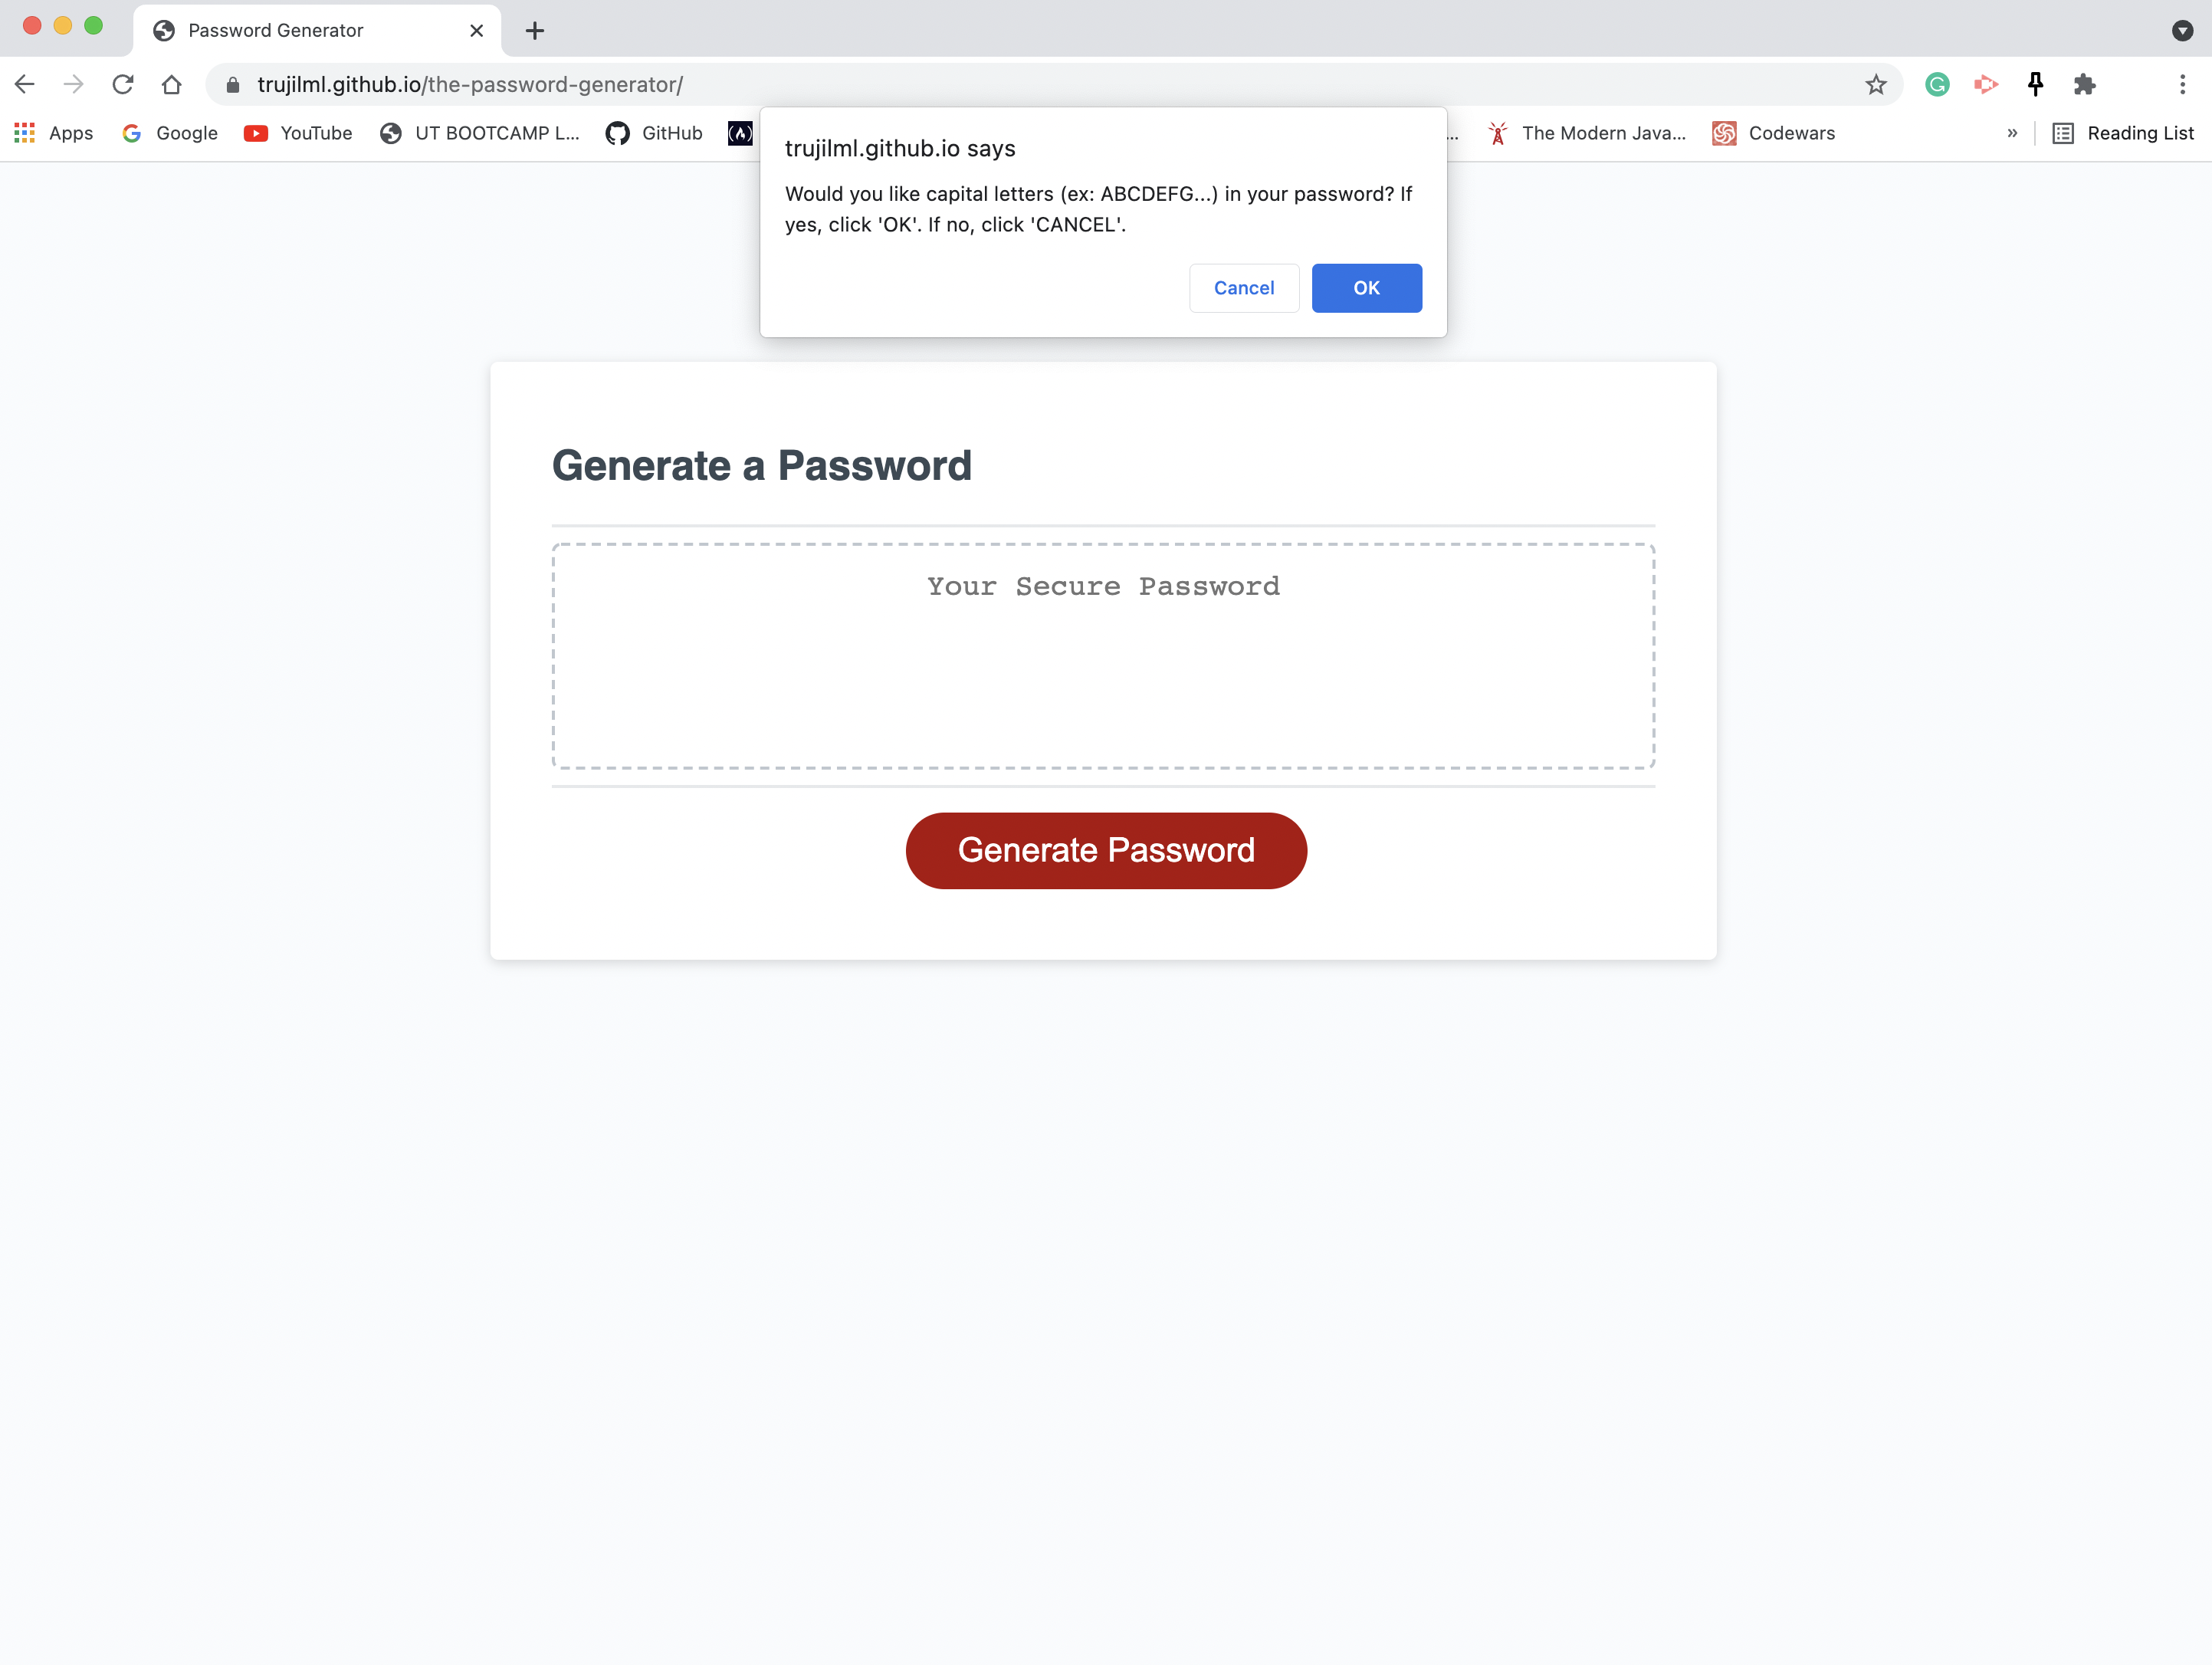 Password Generator
trujilml.github.io/the-password-generator/
Apps Google YouTube UT BOOTCAMP L... GitHub ... The Modern Java... Codewars » Reading List
trujilml.github.io says
Would you like capital letters (ex: ABCDEFG...) in your password? If
yes, click 'OK'. If no, click 'CANCEL'.
Cancel OK
Generate a Password
Your Secure Password
Generate Password